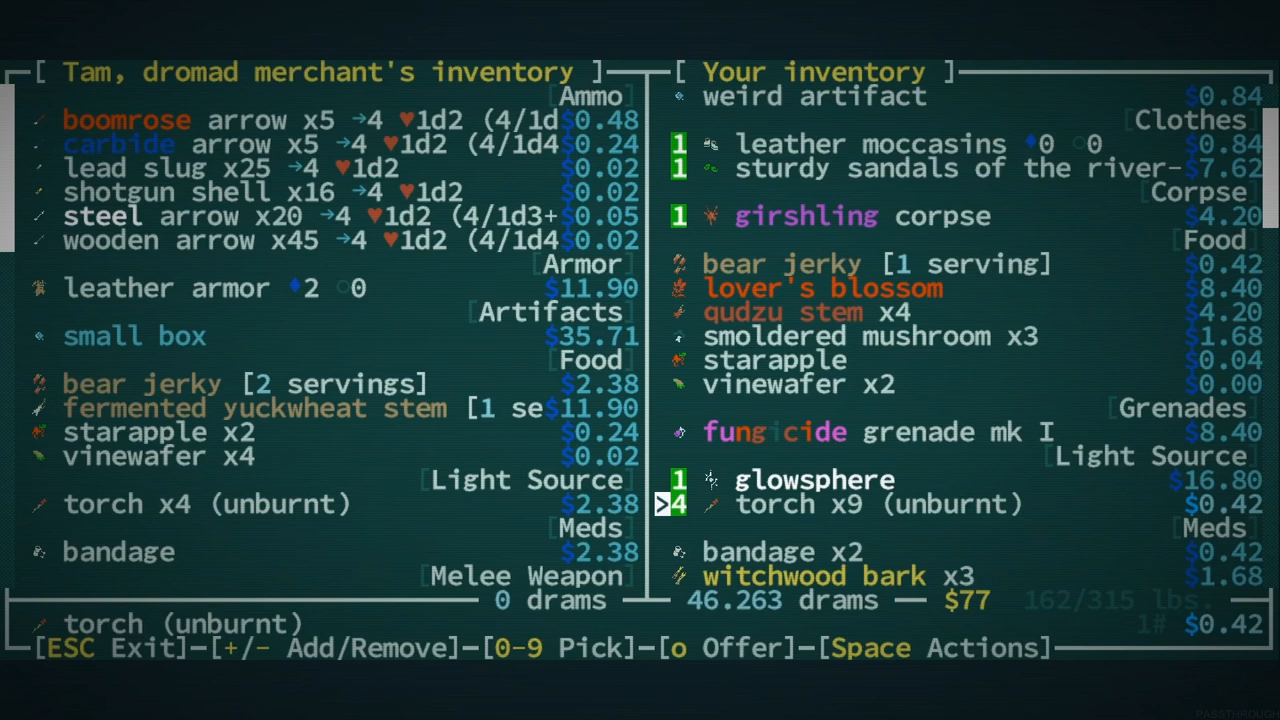 [ Tam, dromad merchant's inventory ]
[Ammo]
boomrose arrow x5 →4 ♥1d2 (4/1d $0.48
carbide arrow x5 →4 ♥1d2 (4/1d4 $0.24
lead slug x25 →4 ♥1d2 $0.02
shotgun shell x16 →4 ♥1d2 $0.02
steel arrow x20 →4 ♥1d2 (4/1d3+ $0.05
wooden arrow x45 →4 ♥1d2 (4/1d4 $0.02
[Armor]
leather armor ♦2 ○0 $11.90
[Artifacts]
small box $35.71
[Food]
bear jerky [2 servings] $2.38
fermented yuckwheat stem [1 se $11.90
starapple x2 $0.24
vinewafer x4 $0.02
[Light Source]
torch x4 (unburnt) $2.38
[Meds]
bandage $2.38
[Melee Weapon]
0 drams
[ Your inventory ]
weird artifact $0.84
[Clothes]
1 leather moccasins ♦0 ○0 $0.84
1 sturdy sandals of the river- $7.62
[Corpse]
1 girshling corpse $4.20
[Food]
bear jerky [1 serving] $0.42
lover's blossom $8.40
qudzu stem x4 $4.20
smoldered mushroom x3 $1.68
starapple $0.04
vinewafer x2 $0.00
[Grenades]
fungicide grenade mk I $8.40
[Light Source]
1 glowsphere $16.80
>4 torch x9 (unburnt) $0.42
[Meds]
bandage x2 $0.42
witchwood bark x3 $1.68
46.263 drams — $77 162/315 lbs.
torch (unburnt) 1# $0.42
[ESC Exit]—[+/- Add/Remove]—[0-9 Pick]—[o Offer]—[Space Actions]